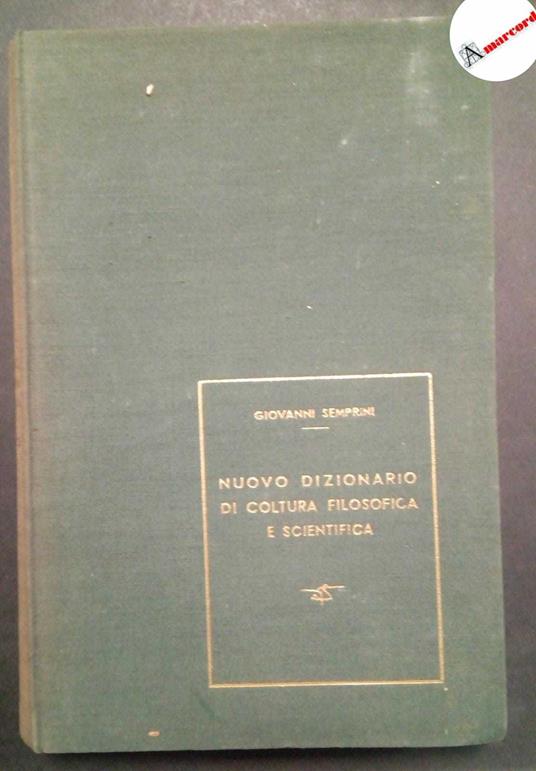 Amarcord
GIOVANNI SEMPRINI
NUOVO DIZIONARIO
DI COLTURA FILOSOFICA
E SCIENTIFICA